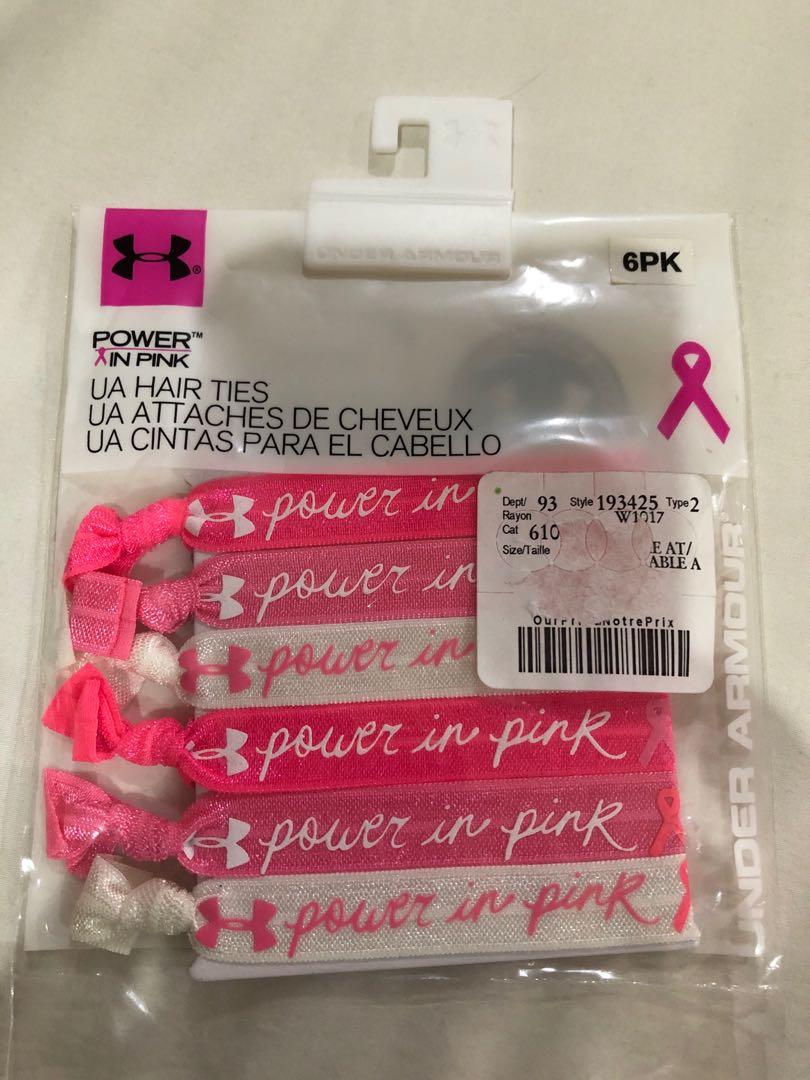 UNDER ARMOUR
6PK
POWER™
IN PINK
UA HAIR TIES
UA ATTACHES DE CHEVEUX
UA CINTAS PARA EL CABELLO
Dept/ 93 Style 193425 Type 2
Rayon W1017
Cat 610
Size/Taille E AT/
ABLE A
NotrePrix
power in
power in
power in
power in pink
power in pink
power in pink
UNDER ARMOUR